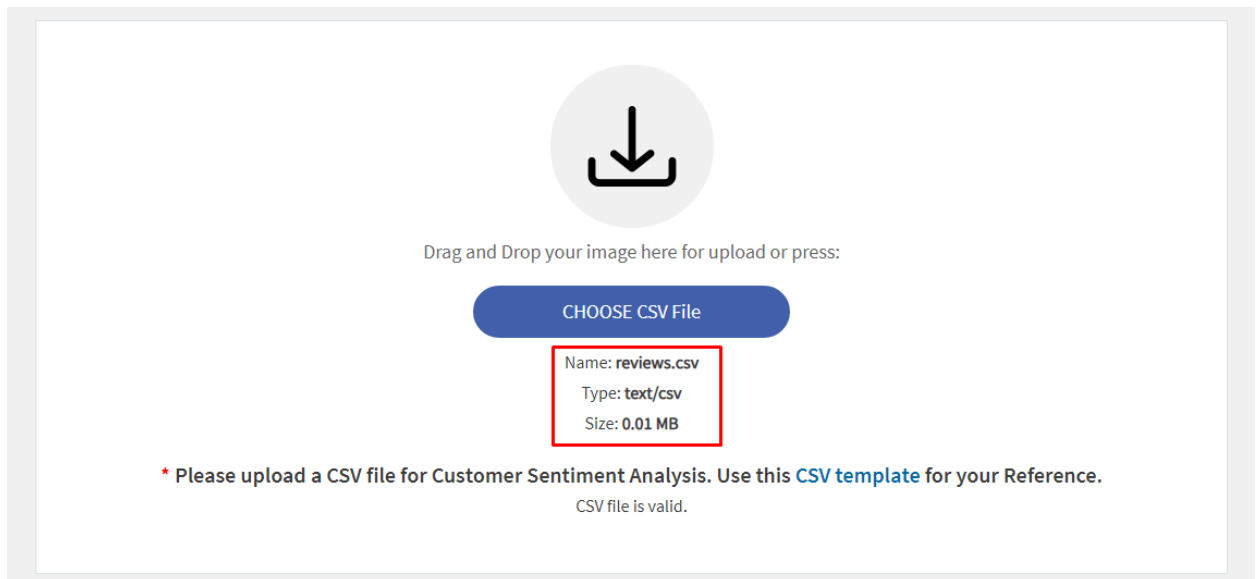 Drag and Drop your image here for upload or press:
CHOOSE CSV File
Name: reviews.csv
Type: text/csv
Size: 0.01 MB
* Please upload a CSV file for Customer Sentiment Analysis. Use this CSV template for your Reference.
CSV file is valid.